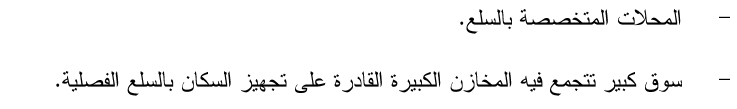 - المحلات المتخصصة بالسلع.
- سوق كبير تتجمع فيه المخازن الكبيرة القادرة على تجهيز السكان بالسلع الفصلية.